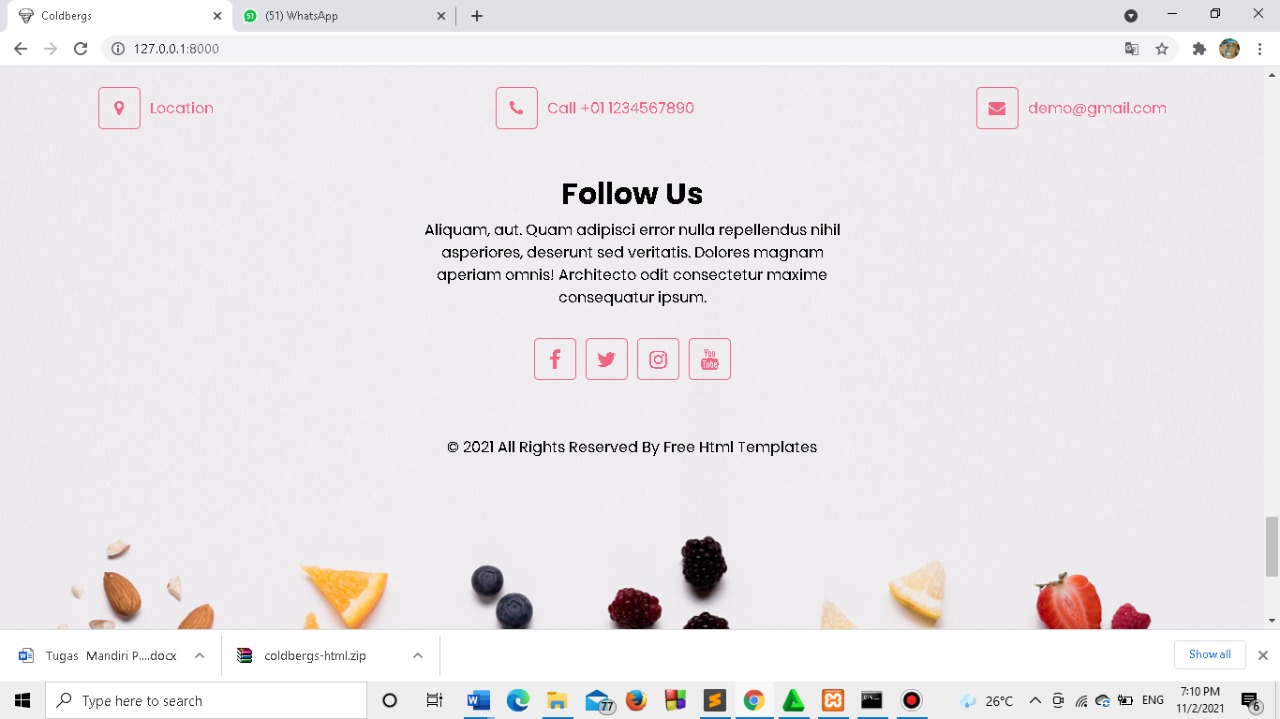 Coldbergs
(51) WhatsApp
127.0.0.1:8000
Location
Call +01 1234567890
demo@gmail.com
Follow Us
Aliquam, aut. Quam adipisci error nulla repellendus nihil
asperiores, deserunt sed veritatis. Dolores magnam
aperiam omnis! Architecto odit consectetur maxime
consequatur ipsum.
You
Tube
© 2021 All Rights Reserved By Free Html Templates
Tugas Mandiri P....docx
coldbergs-html.zip
Show all
Type here to search
77
26°C
ENG
7:10 PM
11/2/2021
6